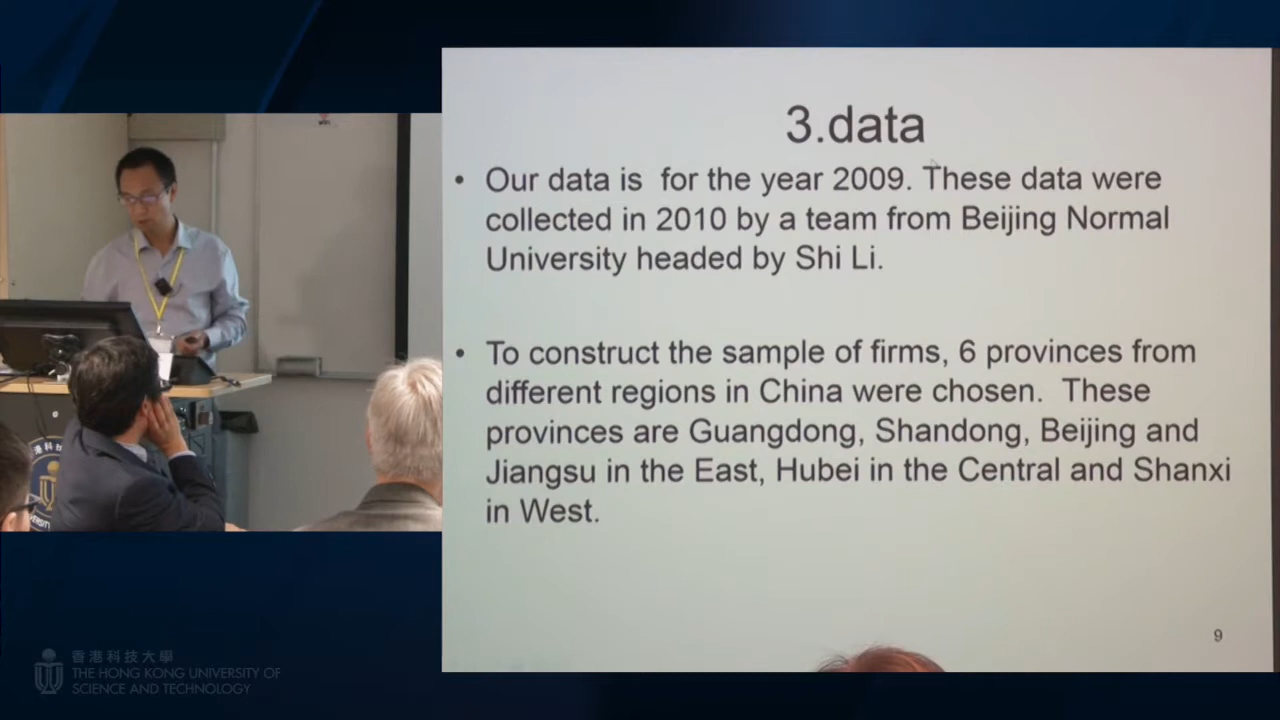 3.data
• Our data is for the year 2009. These data were
collected in 2010 by a team from Beijing Normal
University headed by Shi Li.
• To construct the sample of firms, 6 provinces from
different regions in China were chosen. These
provinces are Guangdong, Shandong, Beijing and
Jiangsu in the East, Hubei in the Central and Shanxi
in West.
9
香港科技大學
THE HONG KONG UNIVERSITY OF
SCIENCE AND TECHNOLOGY